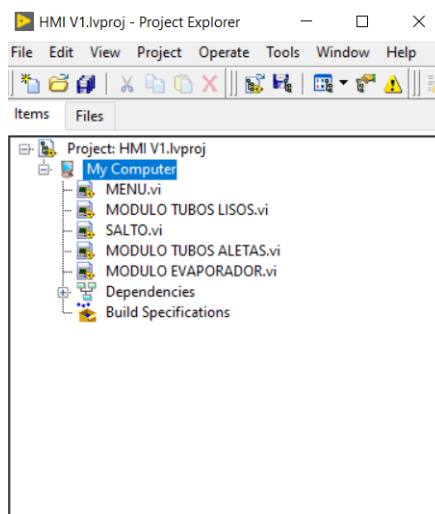 HMI V1.lvproj - Project Explorer
File Edit View Project Operate Tools Window Help
Items Files
Project: HMI V1.lvproj
My Computer
MENU.vi
MODULO TUBOS LISOS.vi
SALTO.vi
MODULO TUBOS ALETAS.vi
MODULO EVAPORADOR.vi
Dependencies
Build Specifications